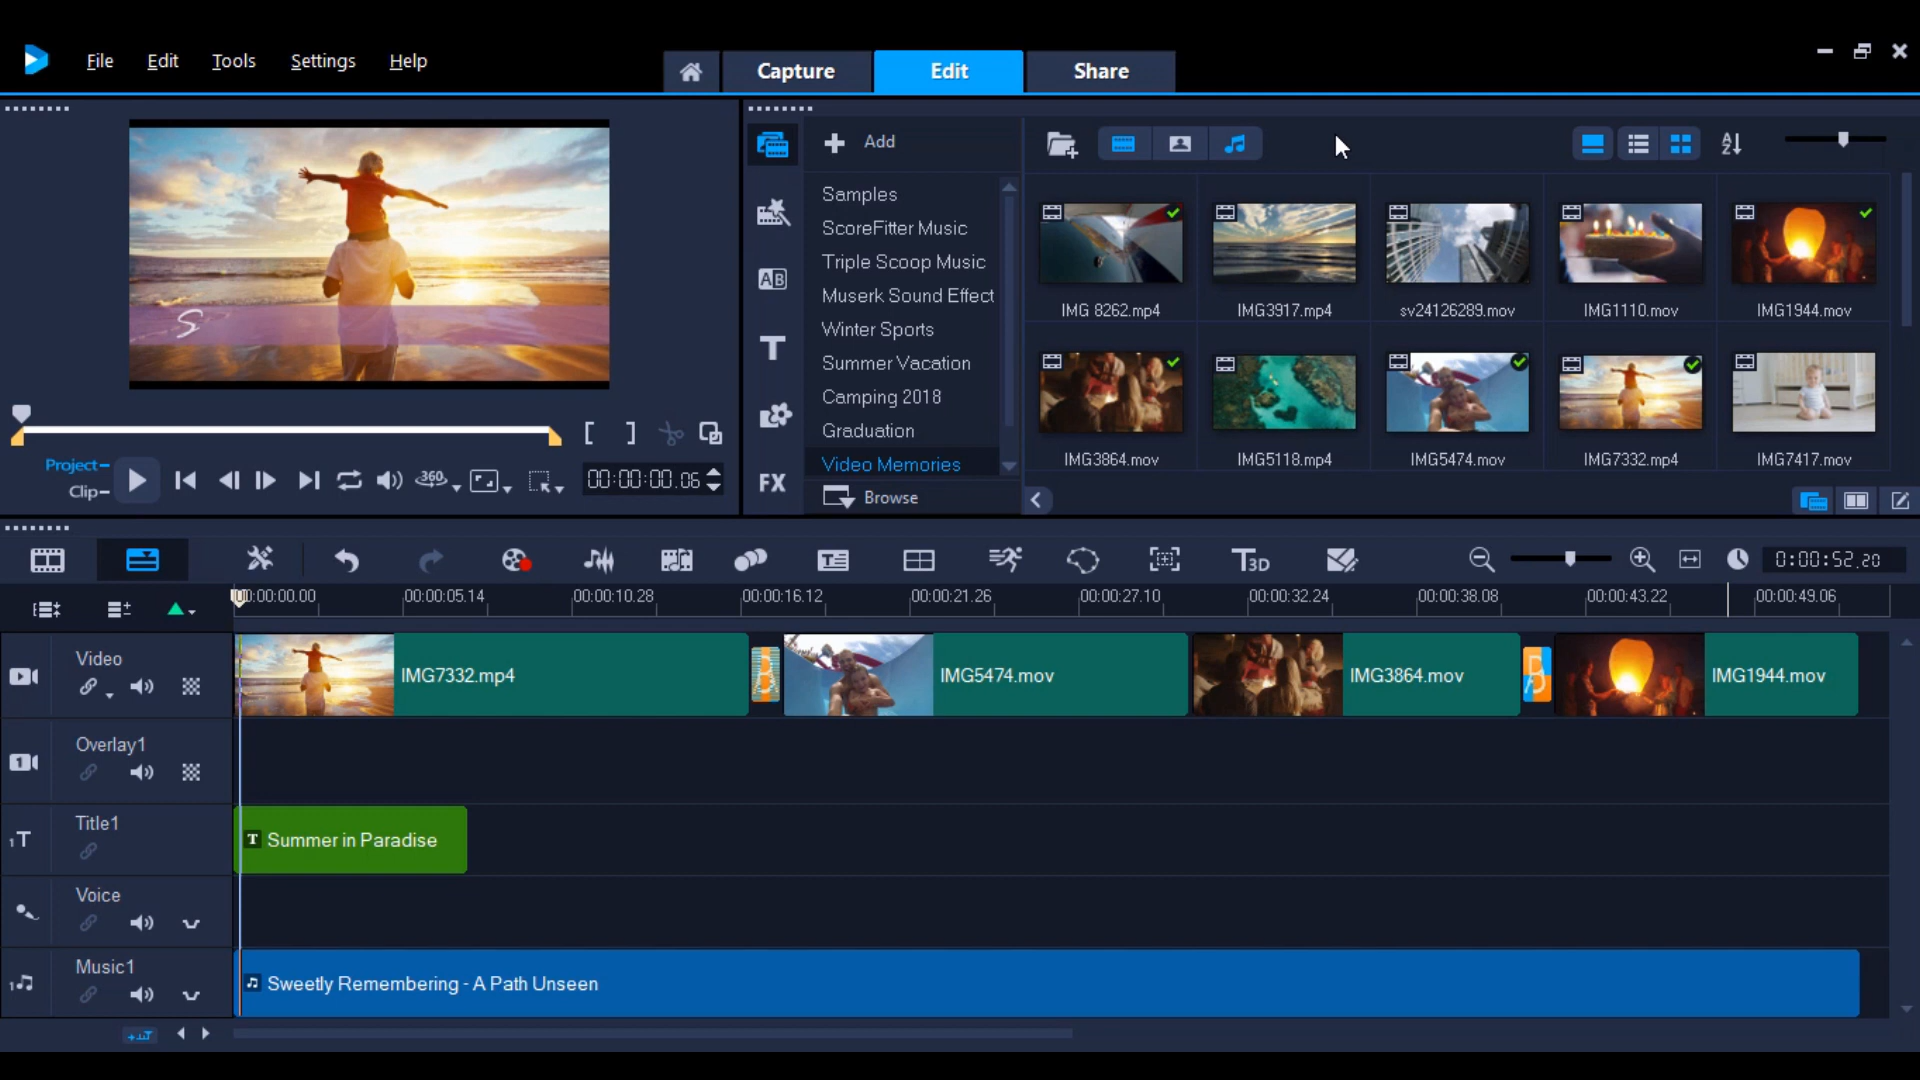 File Edit Tools Settings Help
Capture Edit Share
Add
Samples
ScoreFitter Music
Triple Scoop Music
Muserk Sound Effect
Winter Sports
Summer Vacation
Camping 2018
Graduation
Video Memories
Browse
AB
T
FX
A Z
IMG 8262.mp4 IMG3917.mp4 sv24126289.mov IMG1110.mov IMG1944.mov
IMG3864.mov IMG5118.mp4 IMG5474.mov IMG7332.mp4 IMG7417.mov
S
[ ]
Project
Clip
360 00:00:00.06
T3D 0:00:52.20
00:00:00.00 00:00:05.14 00:00:10.28 00:00:16.12 00:00:21.26 00:00:27.10 00:00:32.24 00:00:38.08 00:00:43.22 00:00:49.06
Video
IMG7332.mp4 IMG5474.mov IMG3864.mov IMG1944.mov
Overlay1
1
Title1
1T
T Summer in Paradise
Voice
Music1
1
Sweetly Remembering - A Path Unseen